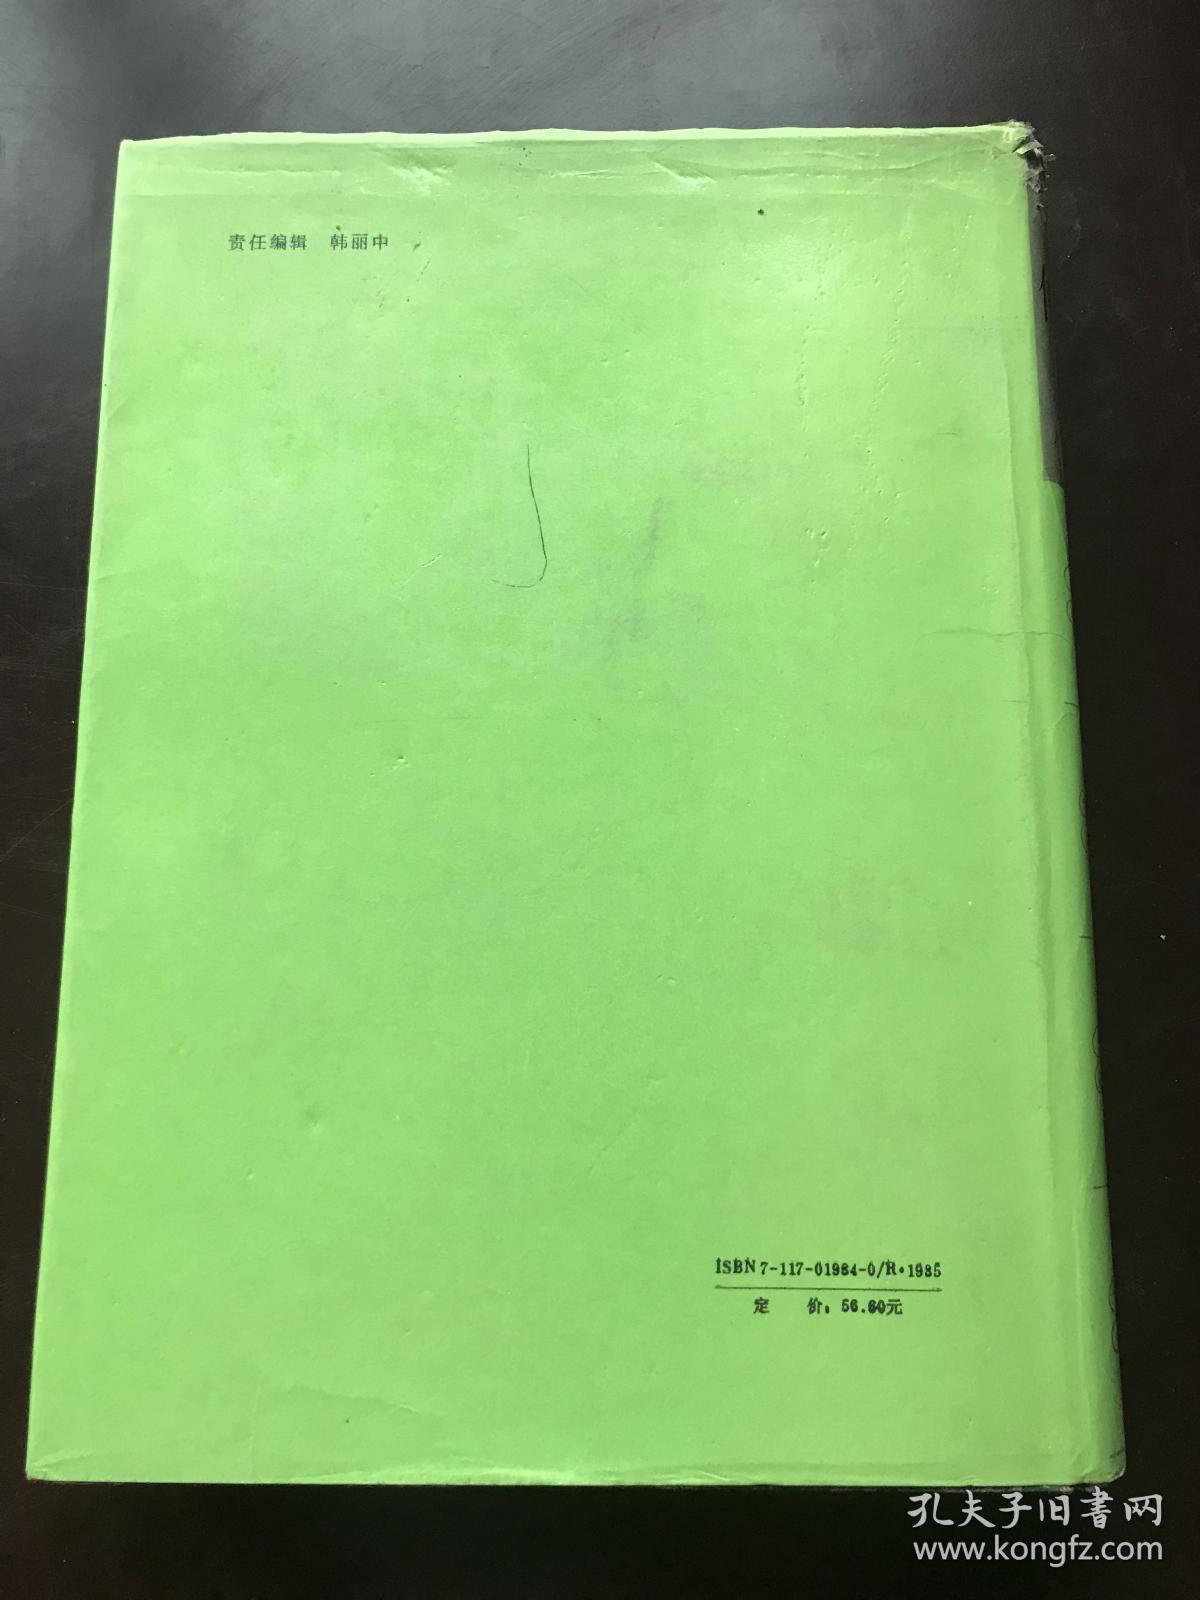 责任编辑 韩丽中
ISBN 7-117-01984-0/R·1985
定 价：56.60元
孔夫子旧書网
www.kongfz.com